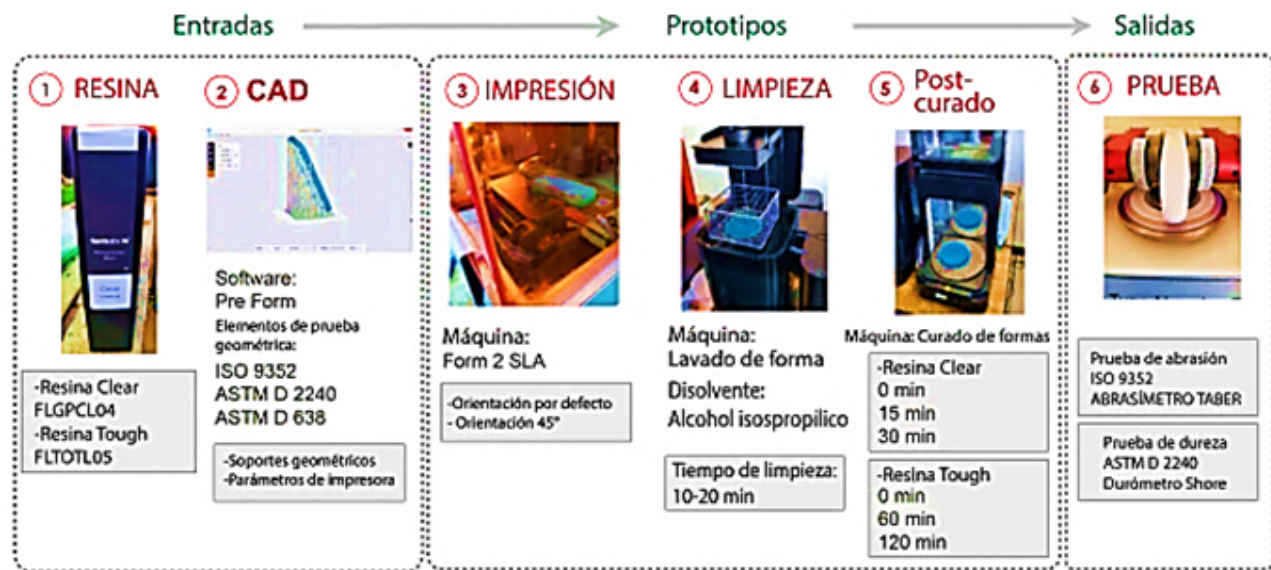 Entradas
Prototipos
Salidas
1 RESINA
-Resina Clear
FLGPCL04
-Resina Tough
FLTOTL05
2 CAD
Software:
Pre Form
Elementos de prueba
geométrica:
ISO 9352
ASTM D 2240
ASTM D 638
-Soportes geométricos
-Parámetros de impresora
3 IMPRESIÓN
Máquina:
Form 2 SLA
-Orientación por defecto
- Orientación 45°
4 LIMPIEZA
Máquina:
Lavado de forma
Disolvente:
Alcohol isospropílico
Tiempo de limpieza:
10-20 min
5 Post-
curado
Máquina: Curado de formas
-Resina Clear
0 min
15 min
30 min
-Resina Tough
0 min
60 min
120 min
6 PRUEBA
Prueba de abrasión
ISO 9352
ABRASÍMETRO TABER
Prueba de dureza
ASTM D 2240
Durómetro Shore